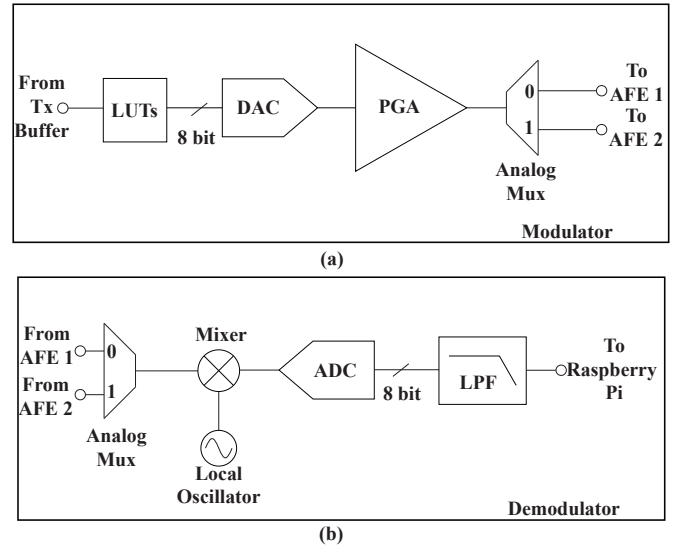 From
Tx
Buffer
LUTs
8 bit
DAC
PGA
0
1
Analog
Mux
To
AFE 1
To
AFE 2
Modulator
(a)
From
AFE 1
From
AFE 2
0
1
Analog
Mux
Mixer
Local
Oscillator
ADC
8 bit
LPF
To
Raspberry
Pi
Demodulator
(b)